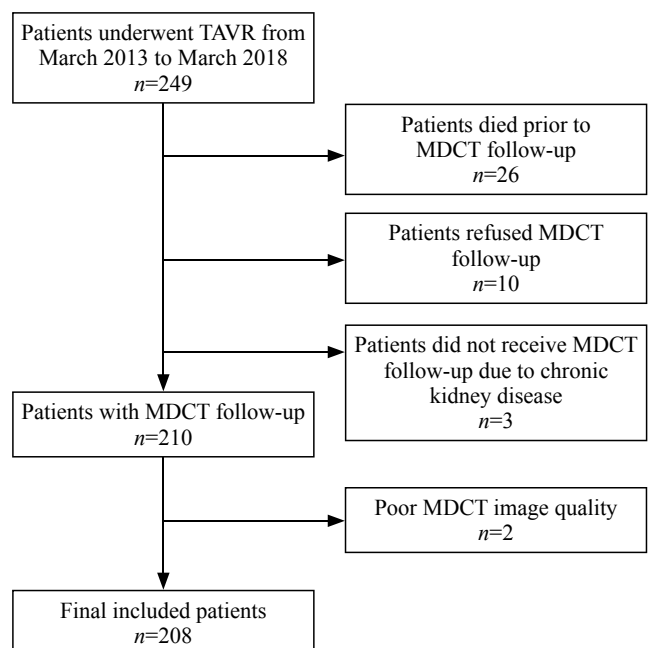 Patients underwent TAVR from
March 2013 to March 2018
n=249
Patients died prior to
MDCT follow-up
n=26
Patients refused MDCT
follow-up
n=10
Patients did not receive MDCT
follow-up due to chronic
kidney disease
n=3
Patients with MDCT follow-up
n=210
Poor MDCT image quality
n=2
Final included patients
n=208